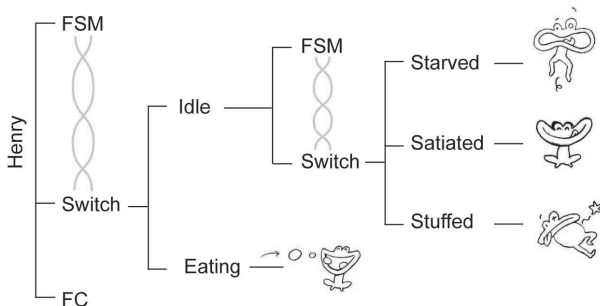 Henry
FSM
Switch
FC
Idle
Eating
FSM
Switch
Starved
Satiated
Stuffed